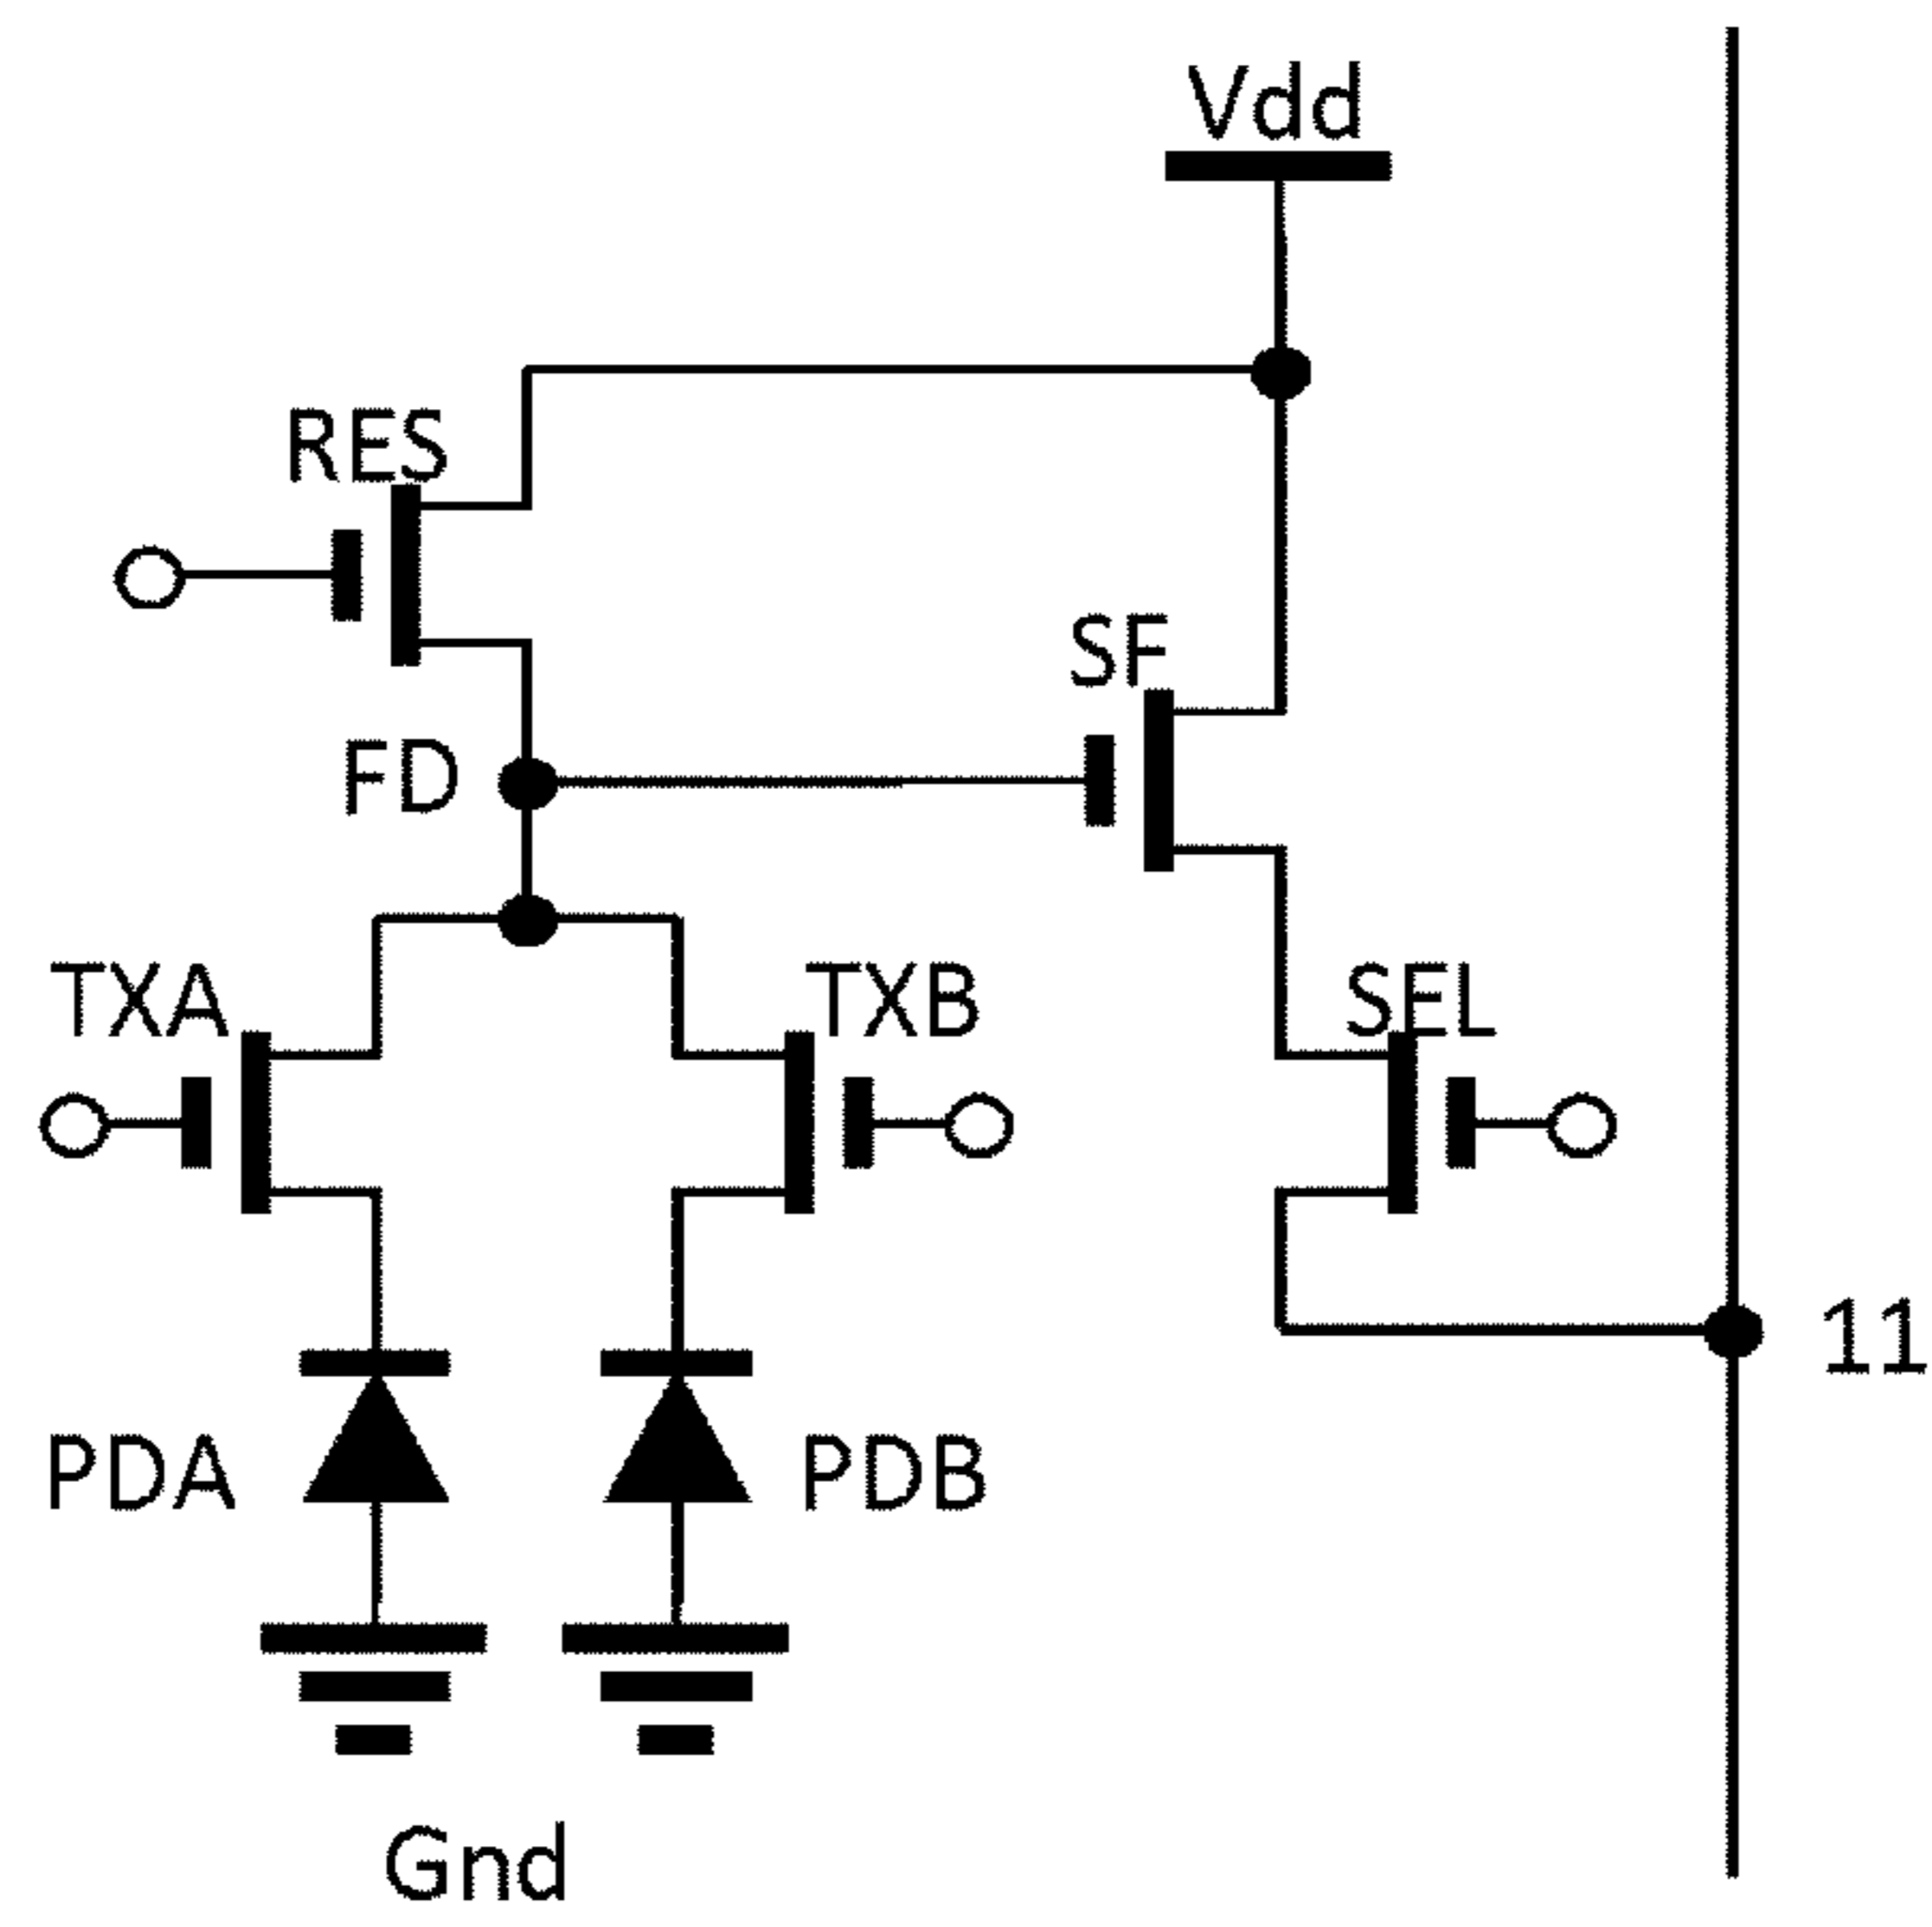 Vdd
RES
SF
FD
TXA
TXB
SEL
11
PDA
PDB
Gnd